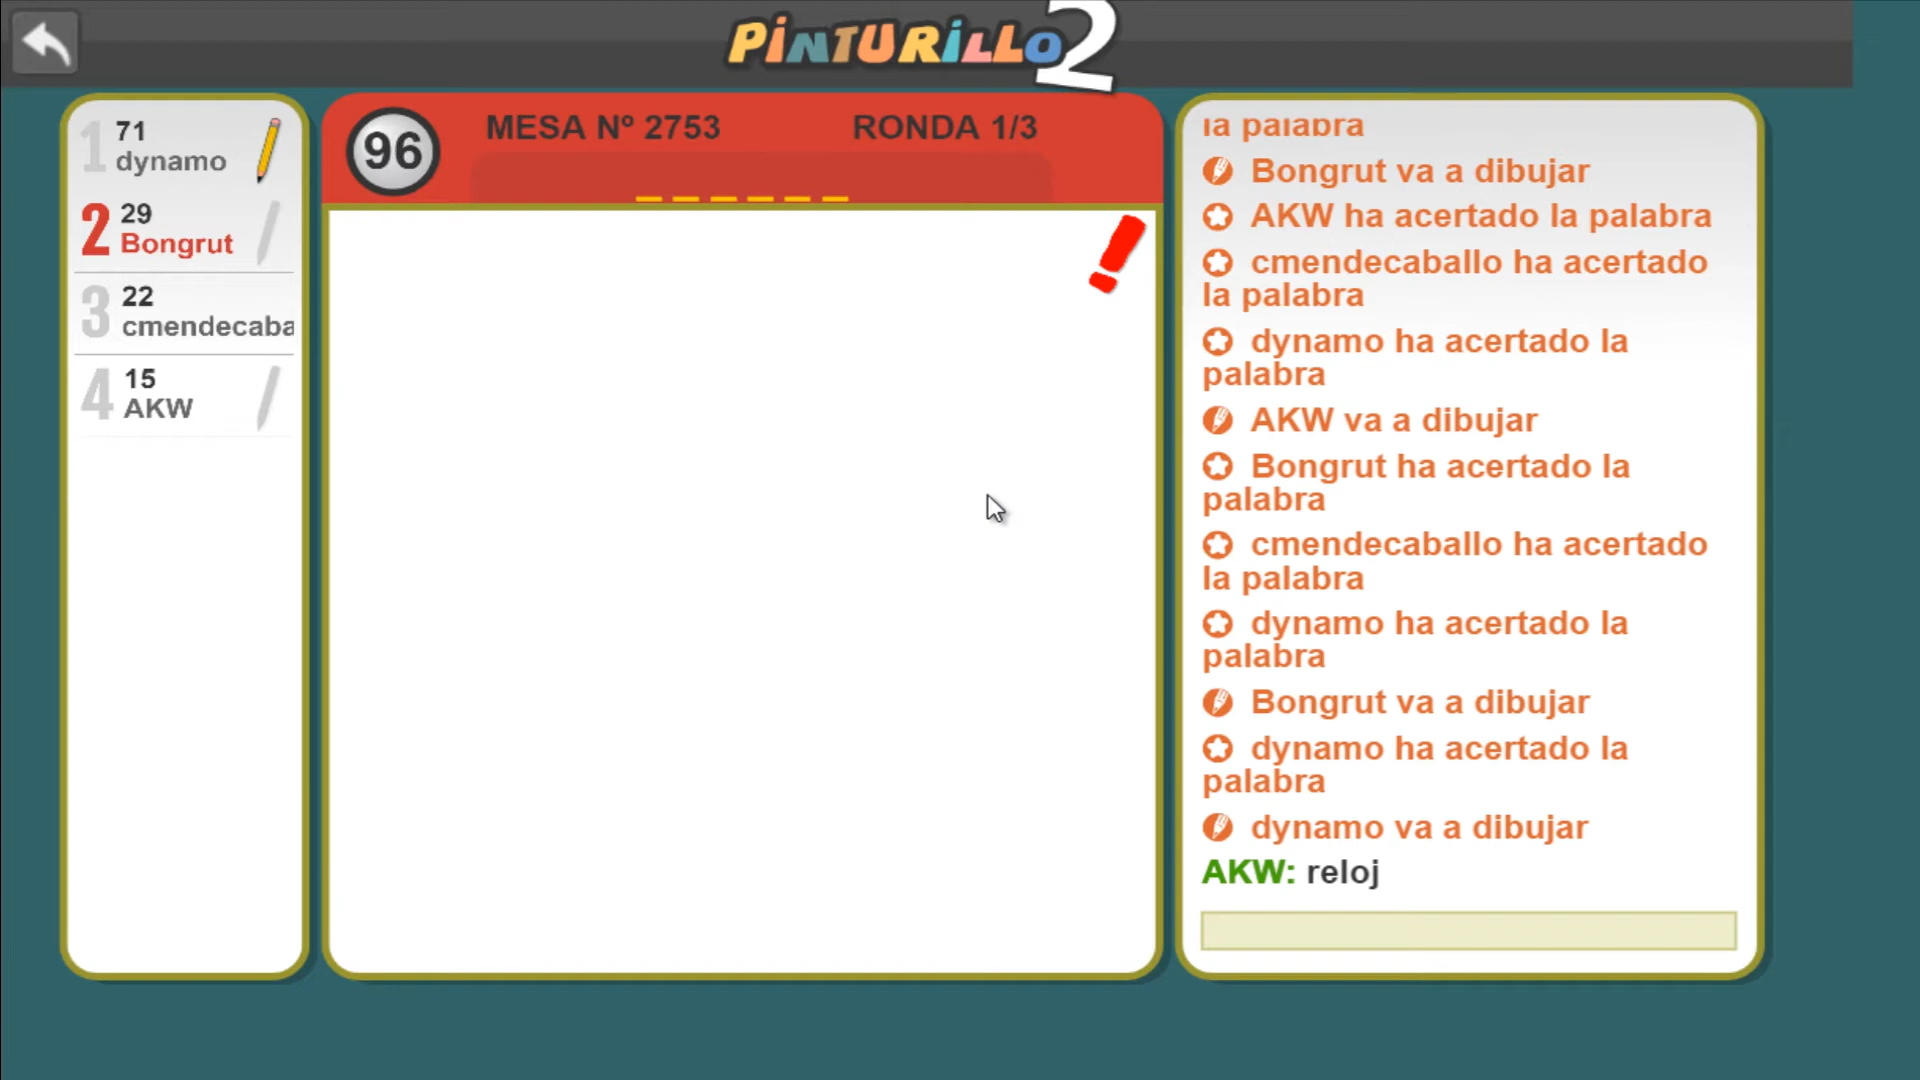 PINTURILLO 2
1 71
dynamo
2 29
Bongrut
3 22
cmendecaba
4 15
AKW
96
MESA Nº 2753
RONDA 1/3
la palabra
Bongrut va a dibujar
AKW ha acertado la palabra
cmendecaballo ha acertado
la palabra
dynamo ha acertado la
palabra
AKW va a dibujar
Bongrut ha acertado la
palabra
cmendecaballo ha acertado
la palabra
dynamo ha acertado la
palabra
Bongrut va a dibujar
dynamo ha acertado la
palabra
dynamo va a dibujar
AKW: reloj